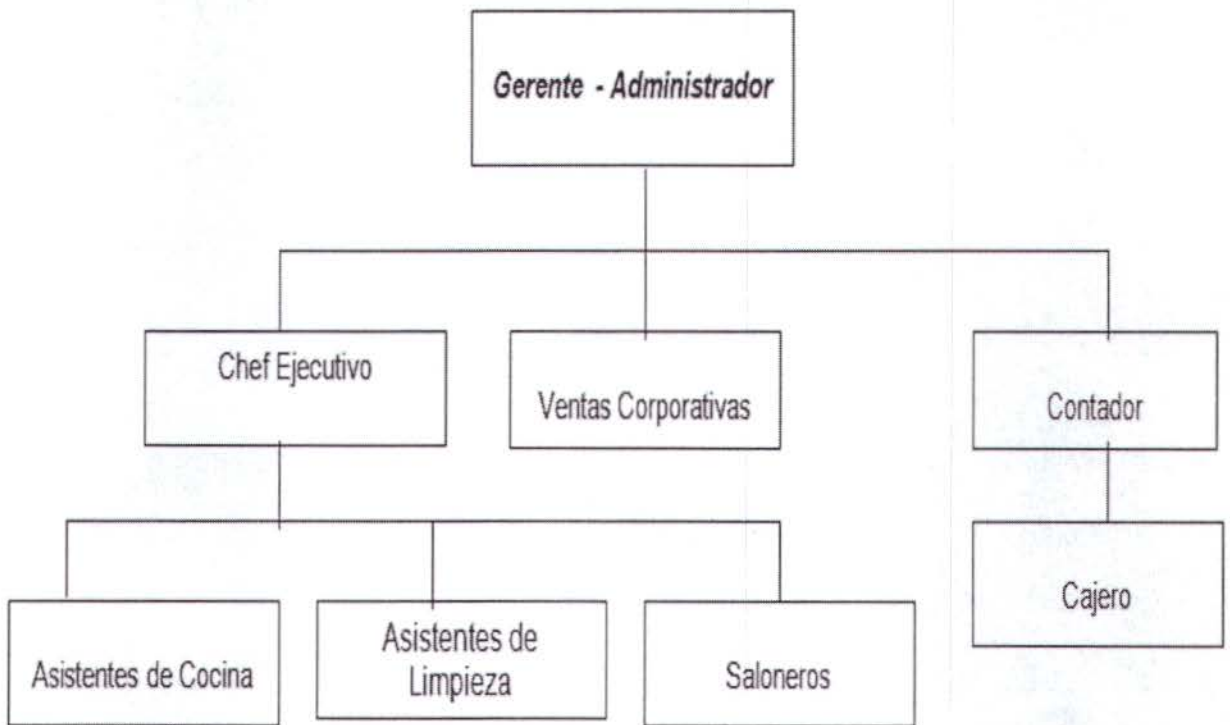 Gerente - Administrador
Chef Ejecutivo
Ventas Corporativas
Contador
Asistentes de Cocina
Asistentes de
Limpieza
Saloneros
Cajero